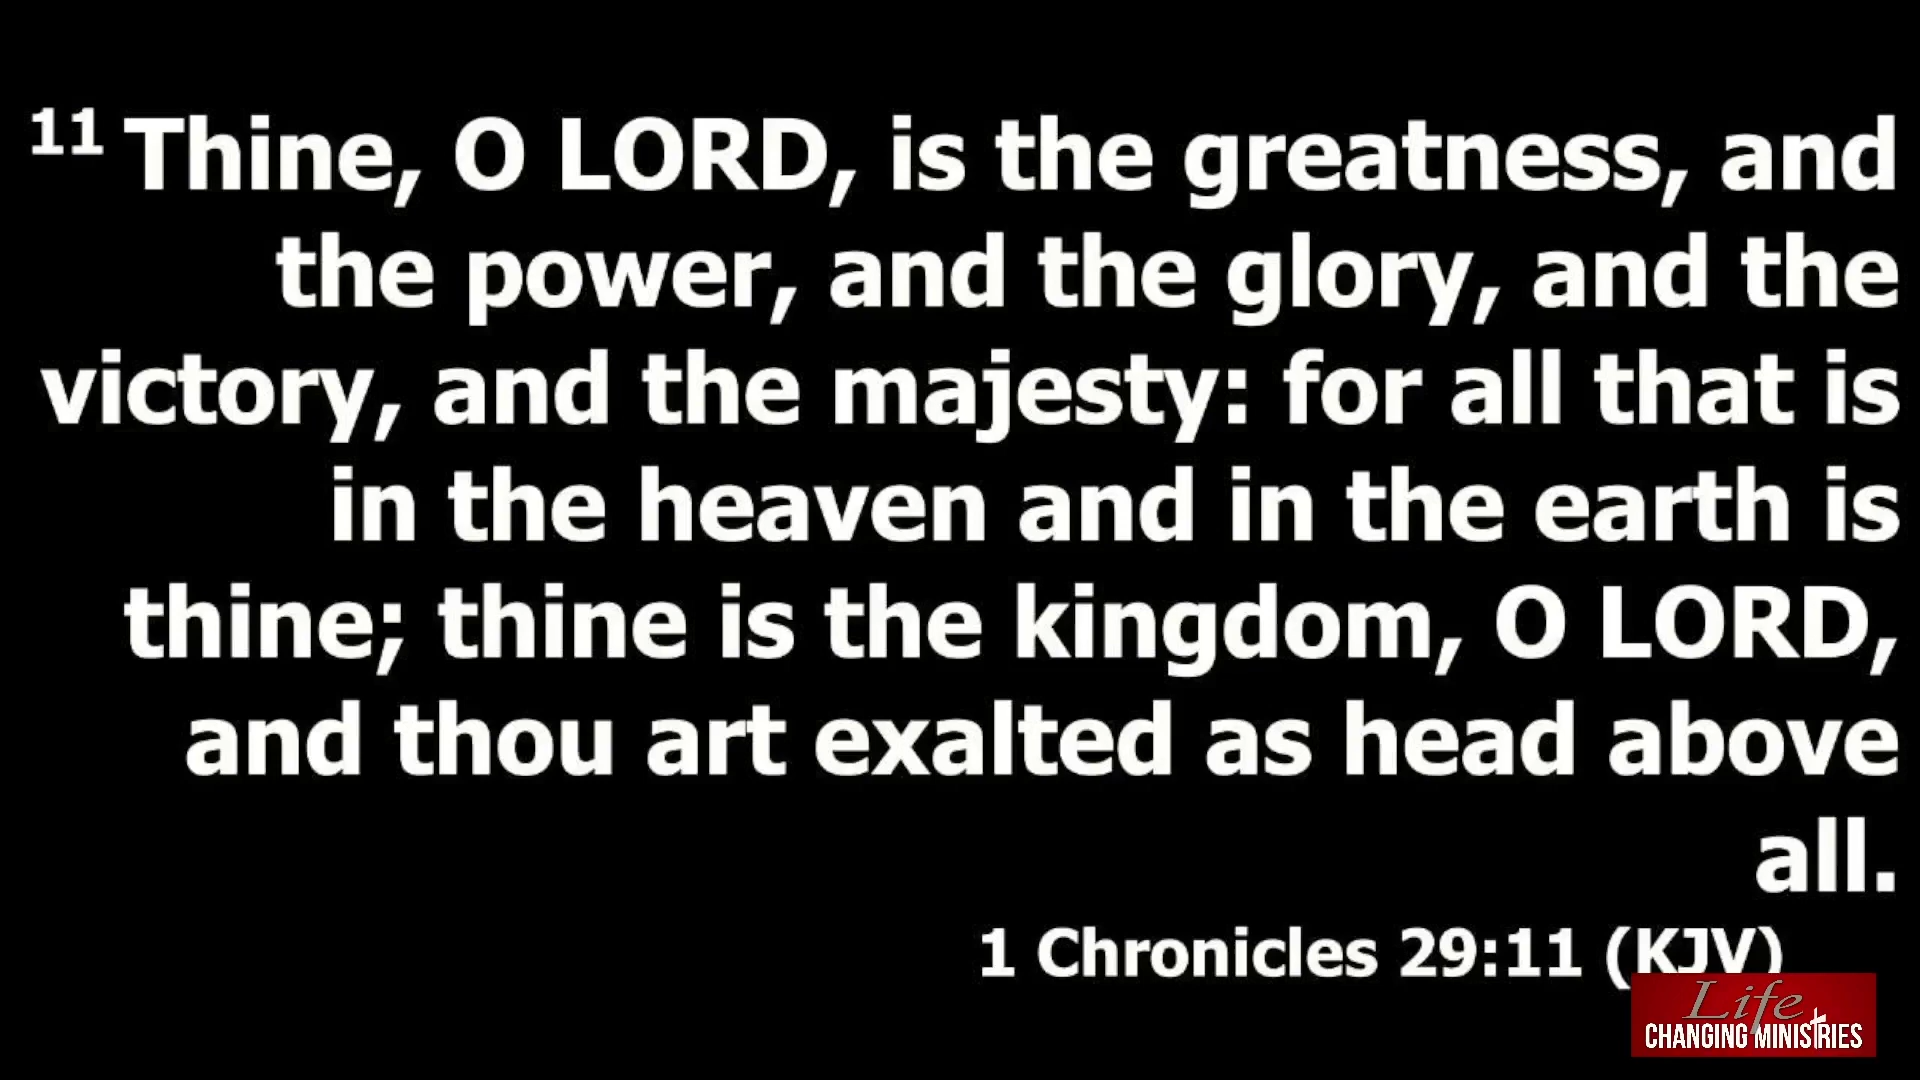 11 Thine, O LORD, is the greatness, and
the power, and the glory, and the
victory, and the majesty: for all that is
in the heaven and in the earth is
thine; thine is the kingdom, O LORD,
and thou art exalted as head above
all.
1 Chronicles 29:11 (KJV)
Life
CHANGING MINISTRIES